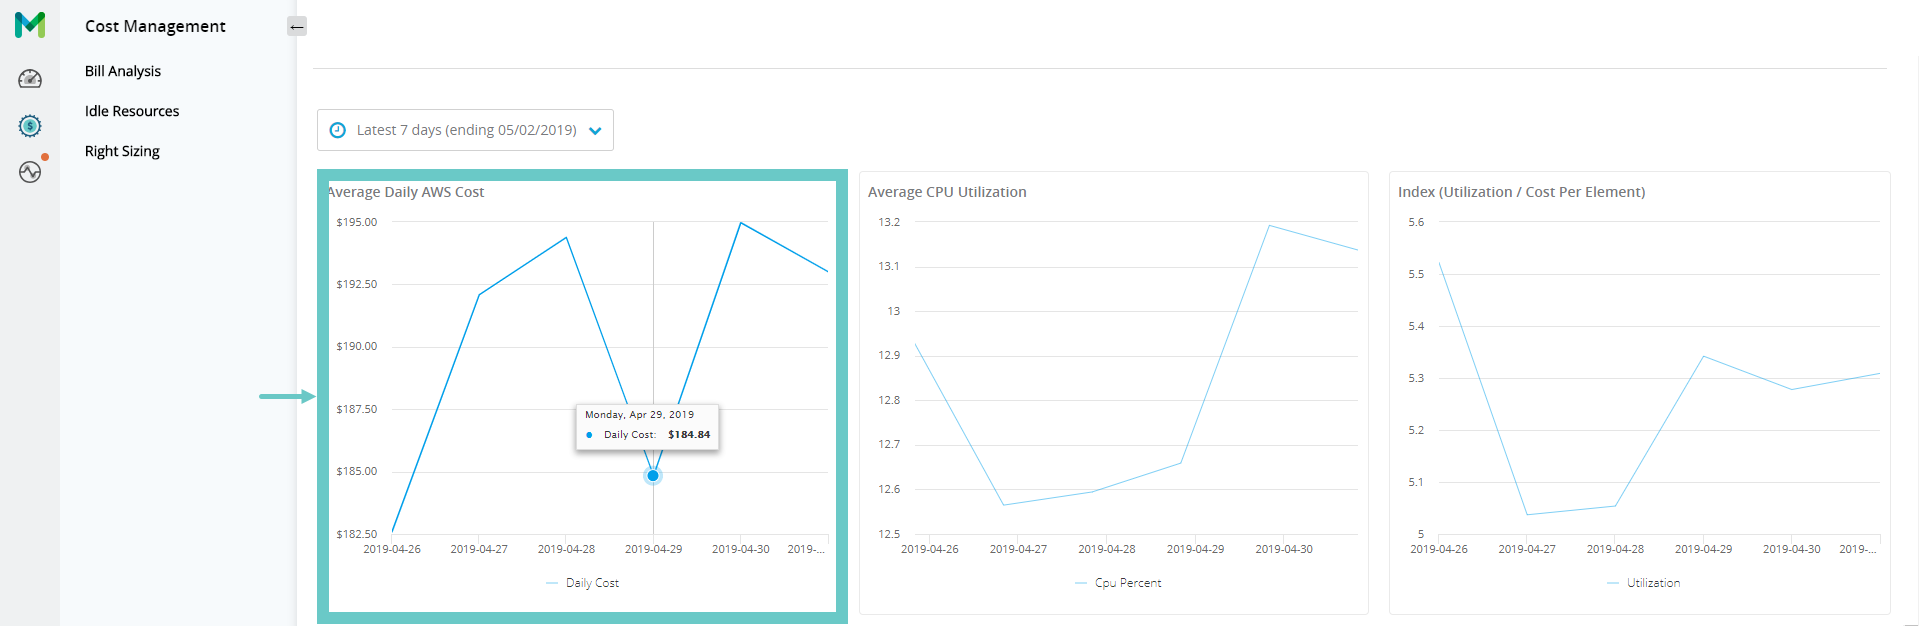 Cost Management
←
Bill Analysis
Idle Resources
Right Sizing
$
Latest 7 days (ending 05/02/2019)
Average Daily AWS Cost
$195.00
$192.50
$190.00
$187.50
$185.00
$182.50
Monday, Apr 29, 2019
Daily Cost: $184.84
2019-04-26 2019-04-27 2019-04-28 2019-04-29 2019-04-30 2019-...
Daily Cost
Average CPU Utilization
13.2
13.1
13
12.9
12.8
12.7
12.6
12.5
2019-04-26 2019-04-27 2019-04-28 2019-04-29 2019-04-30
Cpu Percent
Index (Utilization / Cost Per Element)
5.6
5.5
5.4
5.3
5.2
5.1
5
2019-04-26 2019-04-27 2019-04-28 2019-04-29 2019-04-30 2019-...
Utilization